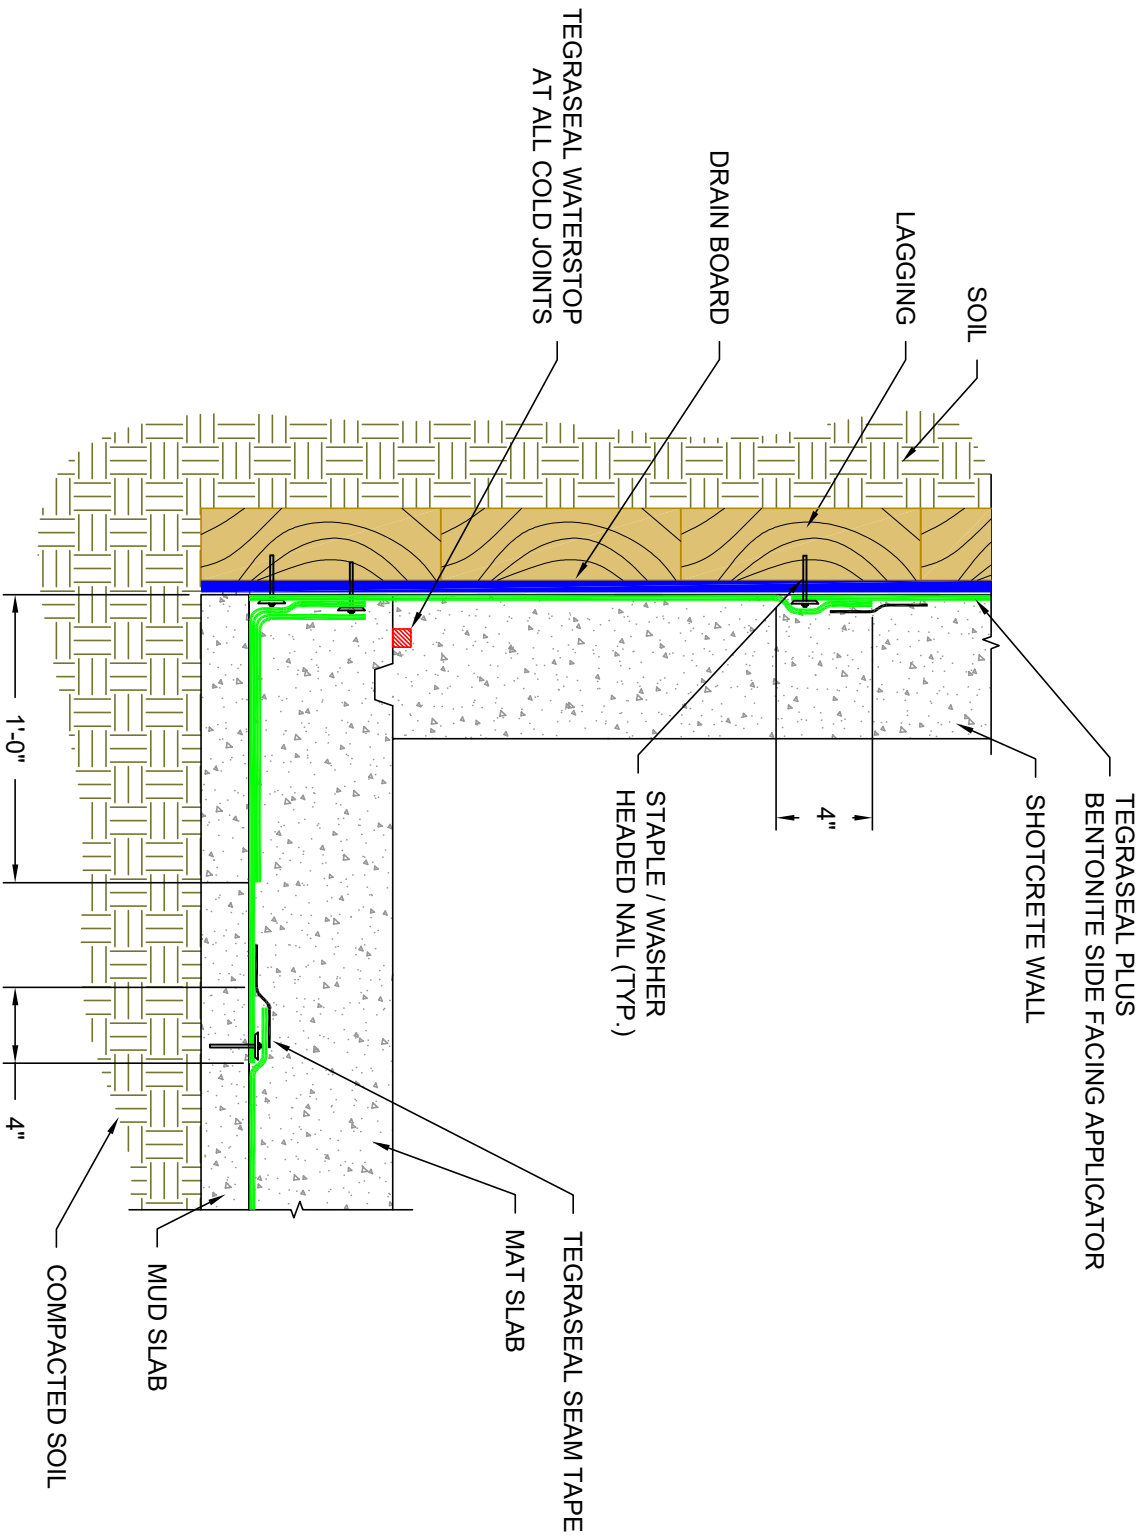 TEGRASEAL PLUS
BENTONITE SIDE FACING APPLICATOR
SHOTCRETE WALL
SOIL
LAGGING
4"
DRAIN BOARD
STAPLE / WASHER
HEADED NAIL (TYP.)
TEGRASEAL WATERSTOP
AT ALL COLD JOINTS
TEGRASEAL SEAM TAPE
MAT SLAB
MUD SLAB
COMPACTED SOIL
1'-0"
4"